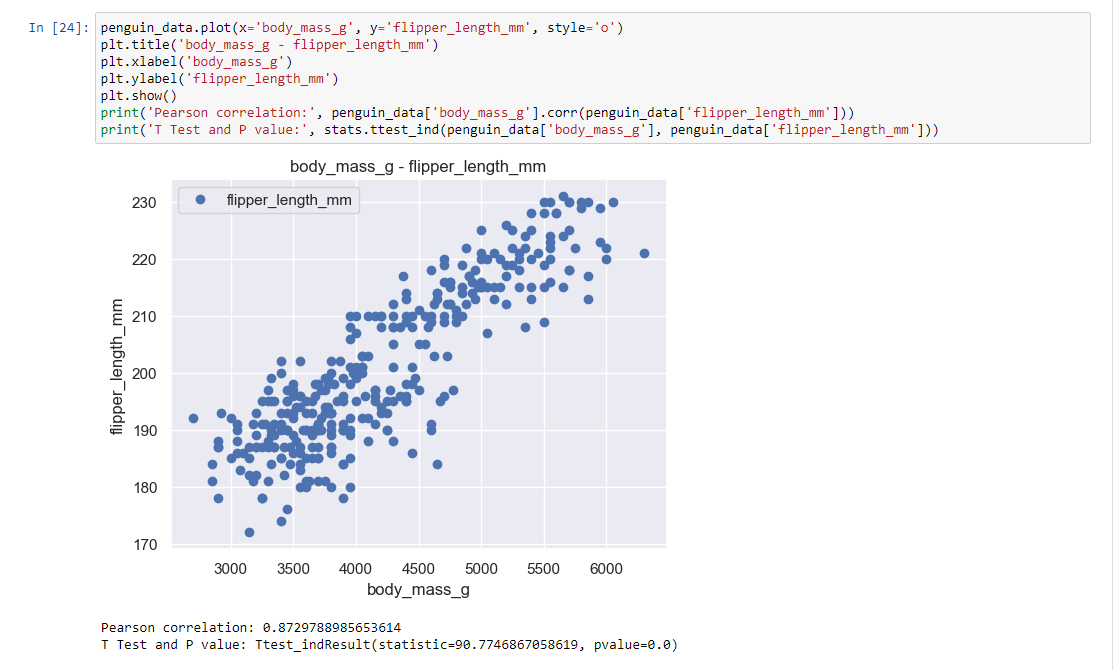 In [24]:
penguin_data.plot(x='body_mass_g', y='flipper_length_mm', style='o')
plt.title('body_mass_g - flipper_length_mm')
plt.xlabel('body_mass_g')
plt.ylabel('flipper_length_mm')
plt.show()
print('Pearson correlation:', penguin_data['body_mass_g'].corr(penguin_data['flipper_length_mm']))
print('T Test and P value:', stats.ttest_ind(penguin_data['body_mass_g'], penguin_data['flipper_length_mm']))
body_mass_g - flipper_length_mm
flipper_length_mm
230
220
210
200
190
180
170
flipper_length_mm
3000 3500 4000 4500 5000 5500 6000
body_mass_g
Pearson correlation: 0.8729788985653614
T Test and P value: Ttest_indResult(statistic=90.7746867058619, pvalue=0.0)